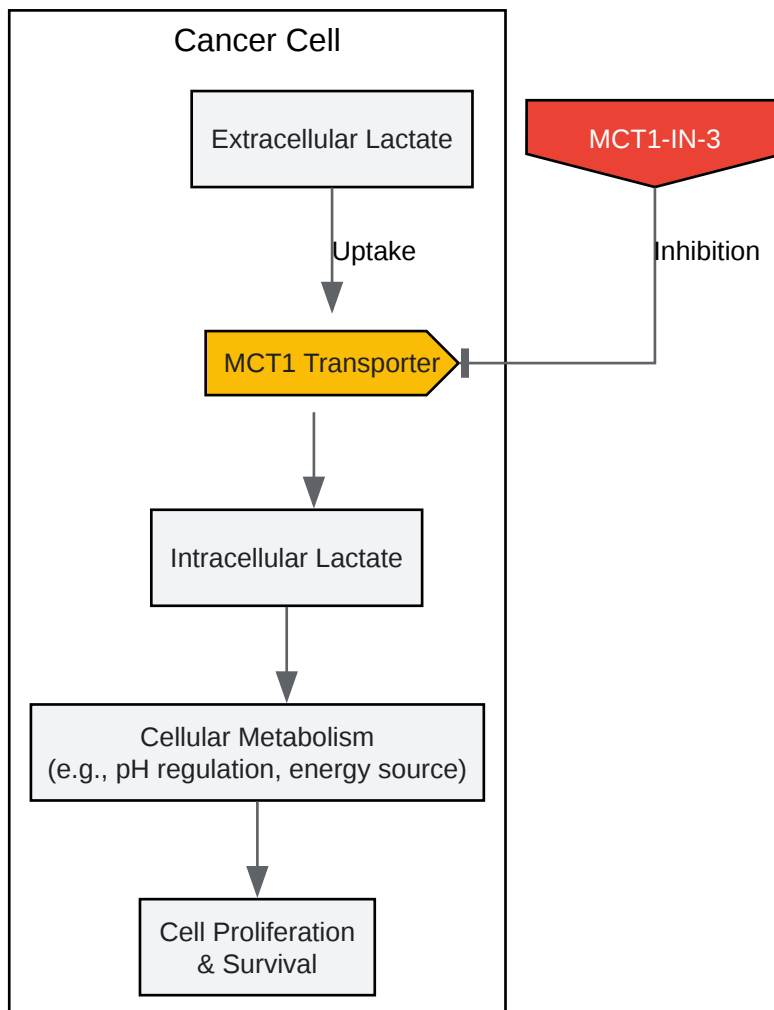 Cancer Cell
Extracellular Lactate
MCT1-IN-3
Uptake
Inhibition
MCT1 Transporter
Intracellular Lactate
Cellular Metabolism
(e.g., pH regulation, energy source)
Cell Proliferation
& Survival